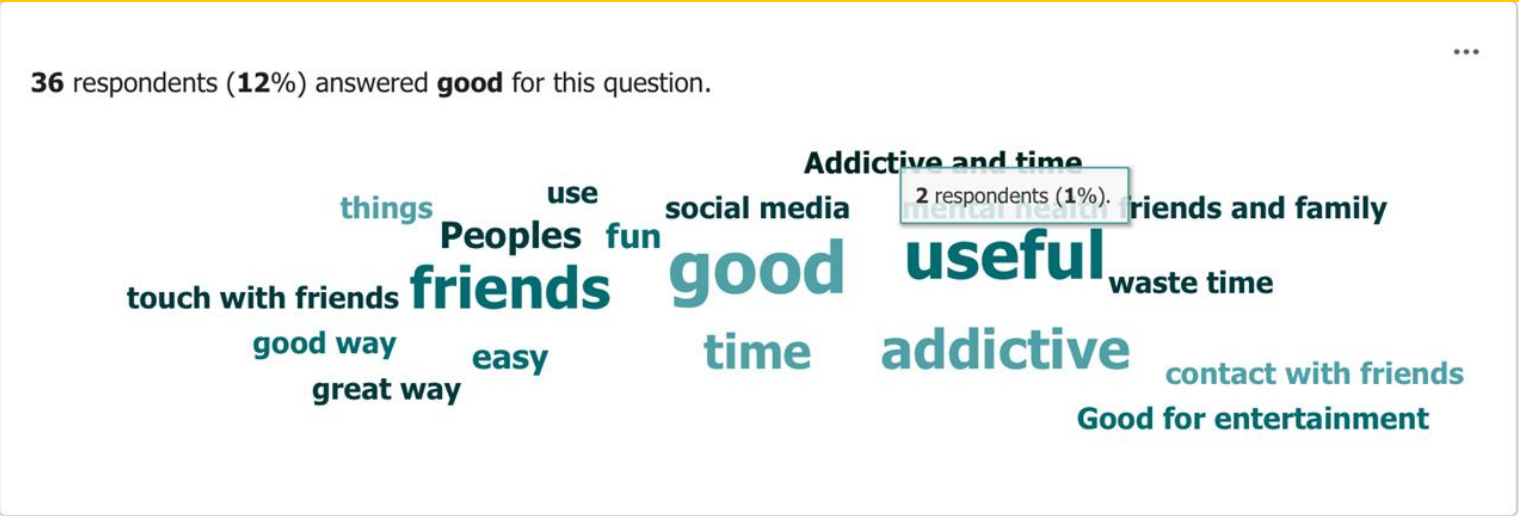 36 respondents (12%) answered good for this question.
Addictive and time
2 respondents (1%).
things
use
social media
mental health
friends and family
Peoples
fun
good
useful
waste time
touch with friends
friends
good way
easy
time
addictive
contact with friends
great way
Good for entertainment